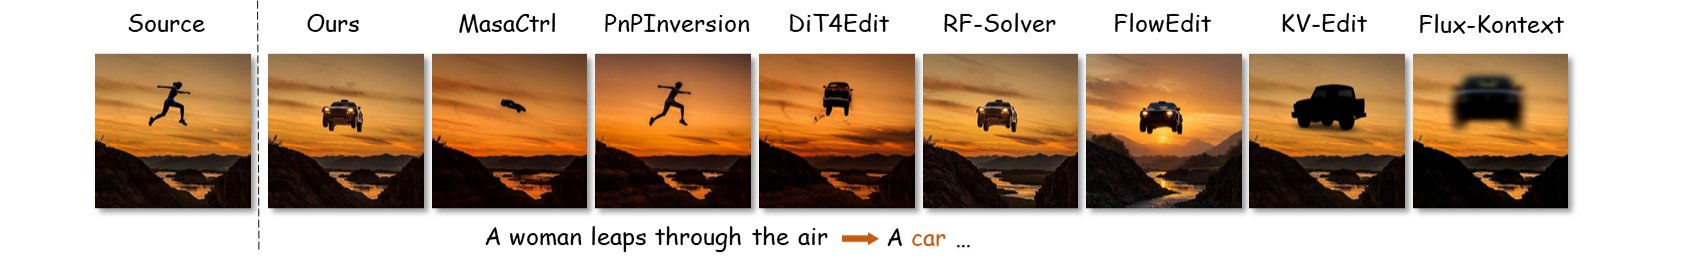 Source Ours MasaCtrl PnPInversion DiT4Edit RF-Solver FlowEdit KV-Edit Flux-Kontext
A woman leaps through the air → A car ...